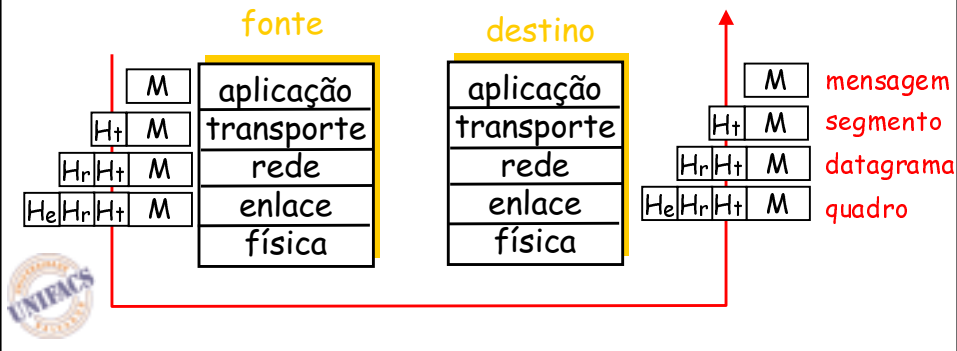 fonte
destino
M aplicação aplicação M mensagem
Ht M transporte transporte Ht M segmento
Hr Ht M rede rede Hr Ht M datagrama
He Hr Ht M enlace enlace He Hr Ht M quadro
física física
UNIFACS